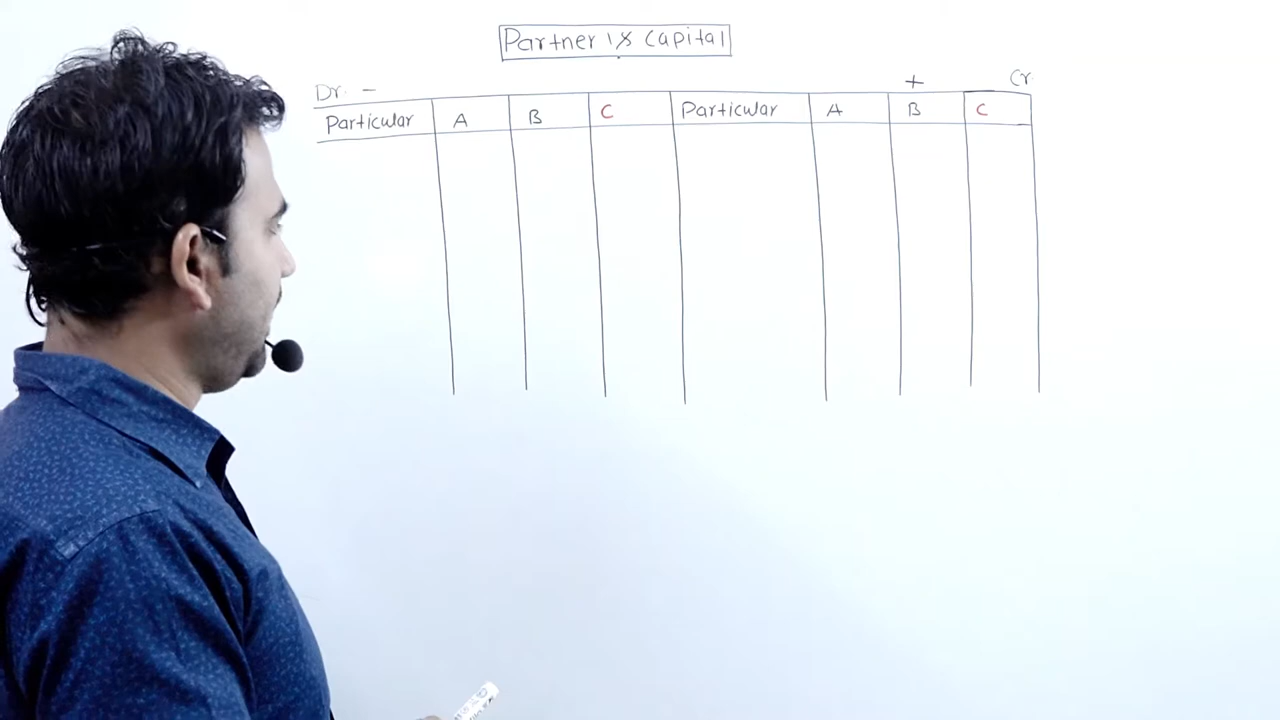 Partner's Capital
Dr. - + Cr.
Particular A B C Particular A B C